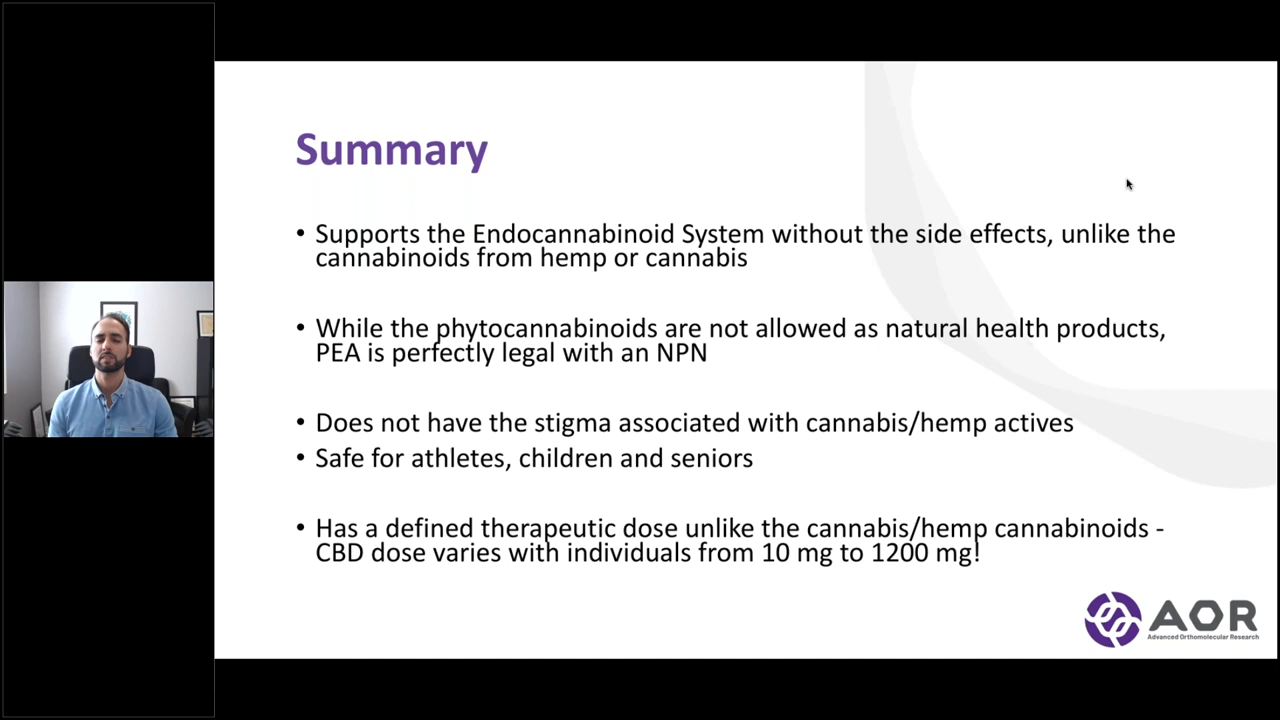 Summary
• Supports the Endocannabinoid System without the side effects, unlike the
cannabinoids from hemp or cannabis
• While the phytocannabinoids are not allowed as natural health products,
PEA is perfectly legal with an NPN
• Does not have the stigma associated with cannabis/hemp actives
• Safe for athletes, children and seniors
• Has a defined therapeutic dose unlike the cannabis/hemp cannabinoids -
CBD dose varies with individuals from 10 mg to 1200 mg!
AOR
Advanced Orthomolecular Research